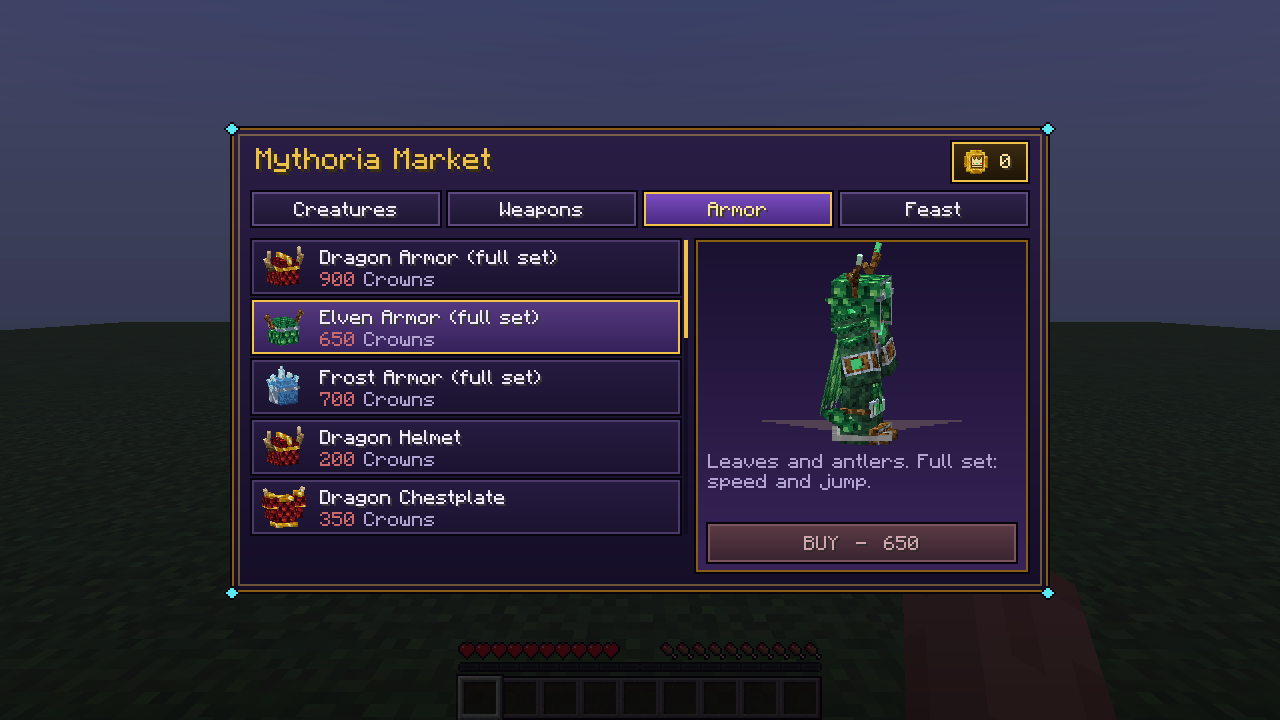 Mythoria Market
0
Creatures
Weapons
Armor
Feast
Dragon Armor (full set)
900 Crowns
Elven Armor (full set)
650 Crowns
Frost Armor (full set)
700 Crowns
Dragon Helmet
200 Crowns
Dragon Chestplate
350 Crowns
Leaves and antlers. Full set:
speed and jump.
BUY - 650